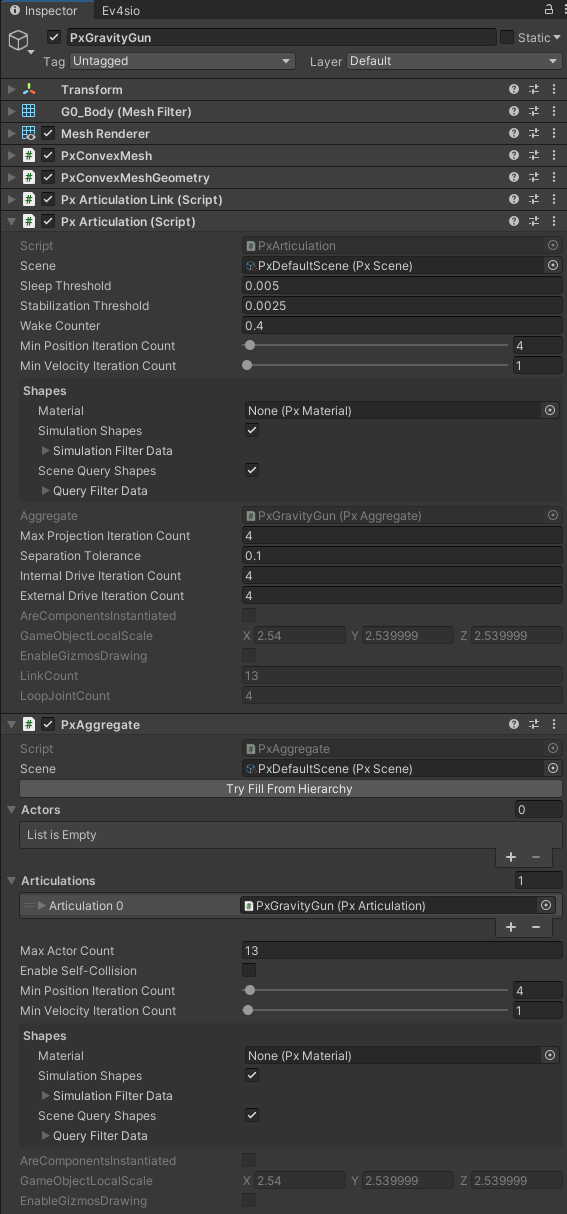 Inspector Ev4sio
PxGravityGun Static
Tag Untagged Layer Default
Transform
G0_Body (Mesh Filter)
Mesh Renderer
PxConvexMesh
PxConvexMeshGeometry
Px Articulation Link (Script)
Px Articulation (Script)
Script PxArticulation
Scene PxDefaultScene (Px Scene)
Sleep Threshold 0.005
Stabilization Threshold 0.0025
Wake Counter 0.4
Min Position Iteration Count 4
Min Velocity Iteration Count 1
Shapes
Material None (Px Material)
Simulation Shapes
Simulation Filter Data
Scene Query Shapes
Query Filter Data
Aggregate PxGravityGun (Px Aggregate)
Max Projection Iteration Count 4
Separation Tolerance 0.1
Internal Drive Iteration Count 4
External Drive Iteration Count 4
AreComponentsInstantiated
GameObjectLocalScale X 2.54 Y 2.539999 Z 2.539999
EnableGizmosDrawing
LinkCount 13
LoopJointCount 4
PxAggregate
Script PxAggregate
Scene PxDefaultScene (Px Scene)
Try Fill From Hierarchy
Actors 0
List is Empty
+ −
Articulations 1
Articulation 0 PxGravityGun (Px Articulation)
+ −
Max Actor Count 13
Enable Self-Collision
Min Position Iteration Count 4
Min Velocity Iteration Count 1
Shapes
Material None (Px Material)
Simulation Shapes
Simulation Filter Data
Scene Query Shapes
Query Filter Data
AreComponentsInstantiated
GameObjectLocalScale X 2.54 Y 2.539999 Z 2.539999
EnableGizmosDrawing